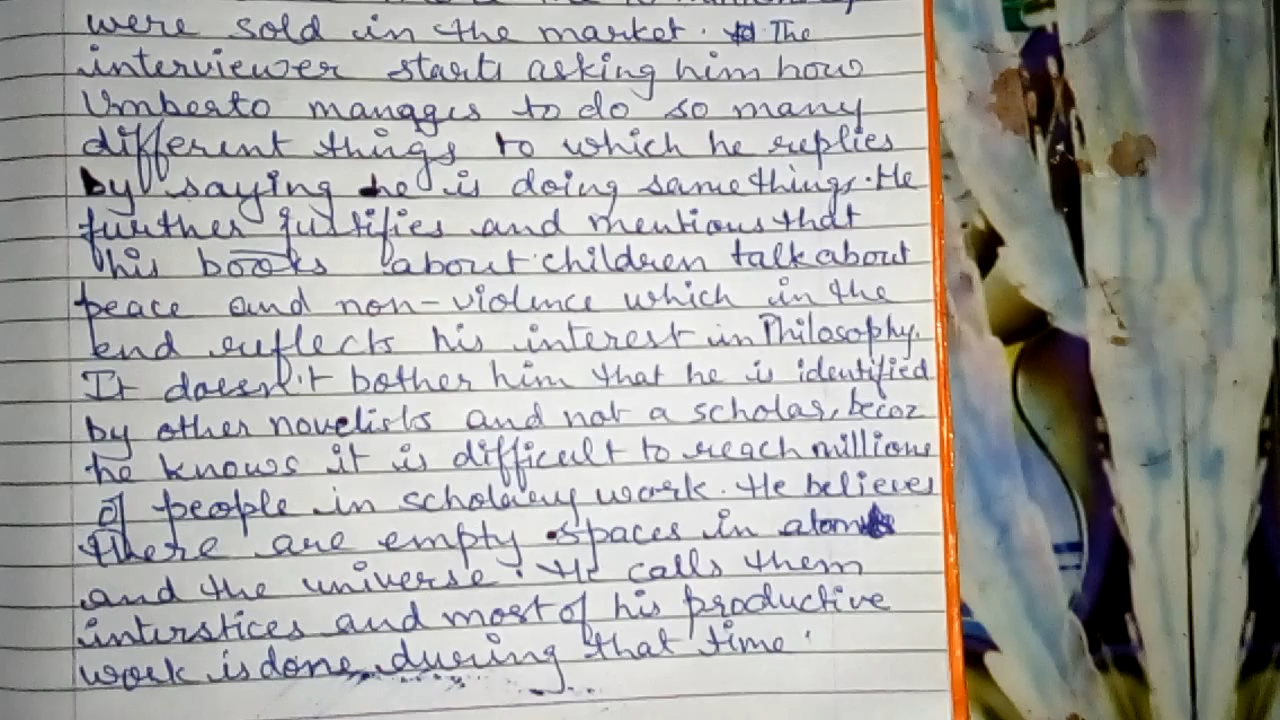 were sold in the market. The
interviewer starts asking him how
Umberto manages to do so many
different things to which he replies
by saying he is doing same things. He
further justifies and mentions that
his books about children talk about
peace and non-violence which in the
end reflects his interest in Philosophy.
It doesn't bother him that he is identified
by other novelists and not a scholar, becoz
he knows it is difficult to reach millions
of people in scholary work. He believes
there are empty spaces in atom
and the universe. He calls them
interstices and most of his productive
work is done during that time.